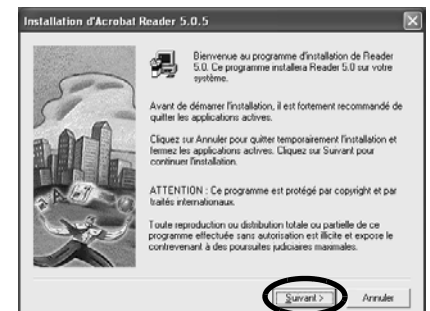 Installation d'Acrobat Reader 5.0.5
Bienvenue au programme d'installation de Reader
5.0. Ce programme installera Reader 5.0 sur votre
système.
Avant de démarrer l'installation, il est fortement recommandé de
quitter les applications actives.
Cliquez sur Annuler pour quitter temporairement l'installation et
fermez les applications actives. Cliquez sur Suivant pour
continuer l'installation.
ATTENTION : Ce programme est protégé par copyright et par
traités internationaux.
Toute reproduction ou distribution totale ou partielle de ce
programme effectuée sans autorisation est illicite et expose le
contrevenant à des poursuites judiciaires maximales.
Suivant >
Annuler